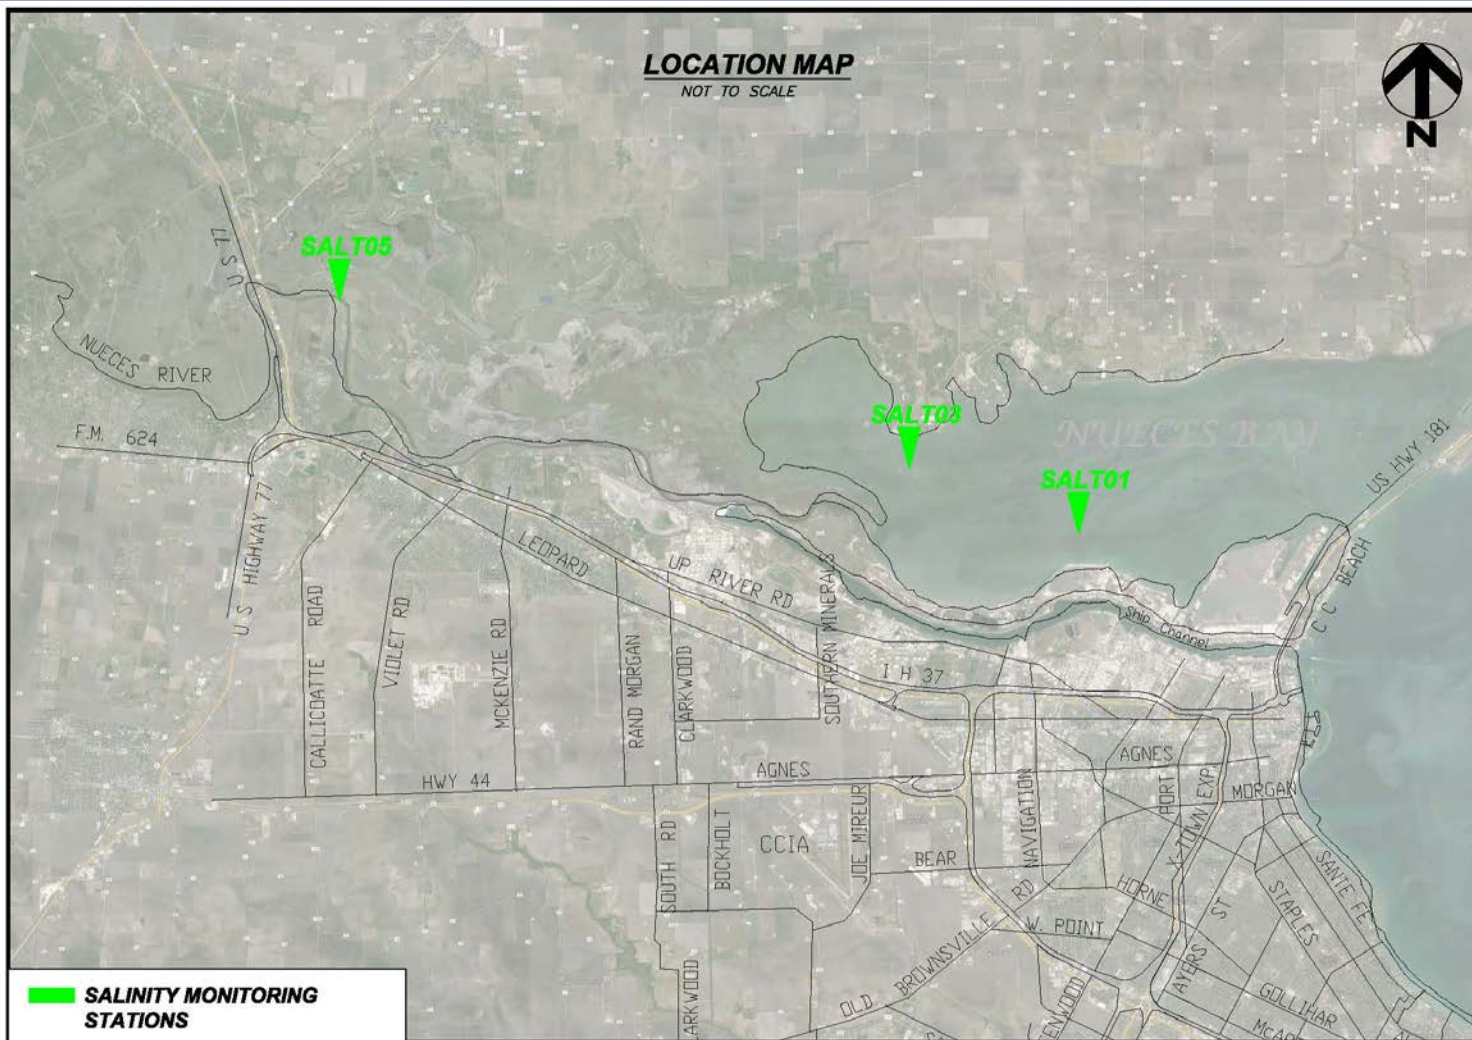 LOCATION MAP
NOT TO SCALE
N
U S 77
SALT05
NUECES RIVER
F.M. 624
SALT03
NUECES BAY
SALT01
US HWY 181
U S HIGHWAY 77
CALLICOATTE ROAD
VIOLET RD
MCKENZIE RD
LEOPARD
UP RIVER RD
RAND MORGAN
CLARKWOOD
SOUTHERN MINERALS
I H 37
Ship Channel
C C BEACH
HWY 44
AGNES
AGNES
SOUTH RD
BOCKHOLT
CCIA
JOE MIREUR
BEAR
NAVIGATION
PORT
X-TOWN EXP.
MORGAN
SANTE FE
STAPLES
HORNE
W. POINT
OLD BROWNSVILLE RD
AYERS ST
GOLLIHAR
MCAR
ARKWOOD
ENWOOD
SALINITY MONITORING
STATIONS